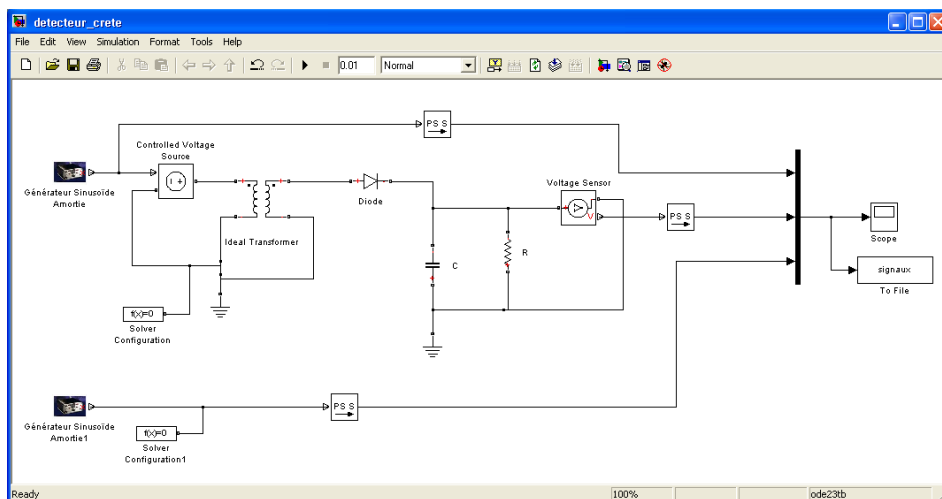 detecteur_crete
File Edit View Simulation Format Tools Help
0.01 Normal
PS S
Controlled Voltage
Source
Générateur Sinusoïde
Amortie
Ideal Transformer
Diode
Voltage Sensor
V
PS S
C
R
Scope
signaux
To File
f(x)=0
Solver
Configuration
PS S
Générateur Sinusoïde
Amortie1
f(x)=0
Solver
Configuration1
Ready 100% ode23tb